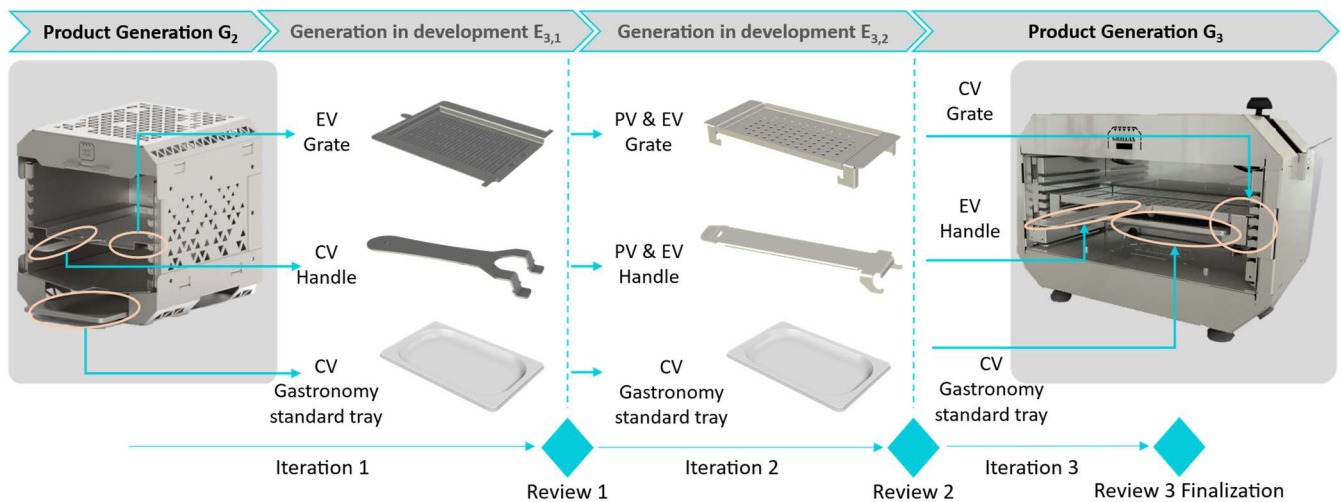 Product Generation G2
Generation in development E3,1
Generation in development E3,2
Product Generation G3
EV
Grate
PV & EV
Grate
CV
Grate
GRILLAX
CV
Handle
PV & EV
Handle
EV
Handle
CV
Gastronomy
standard tray
CV
Gastronomy
standard tray
CV
Gastronomy
standard tray
Iteration 1
Iteration 2
Iteration 3
Review 1
Review 2
Review 3 Finalization